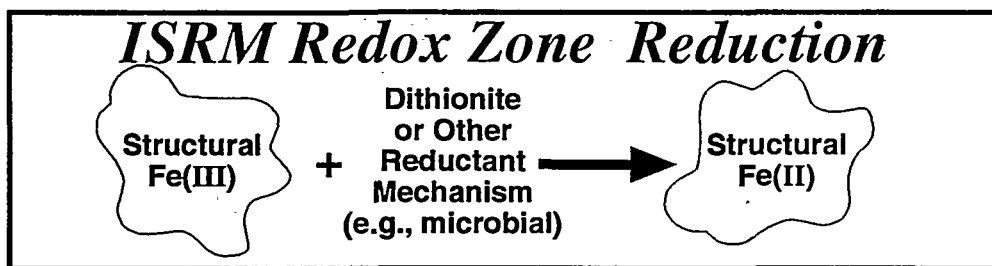 ISRM Redox Zone Reduction
Structural
Fe(III)
+
Dithionite
or Other
Reductant
Mechanism
(e.g., microbial)
Structural
Fe(II)